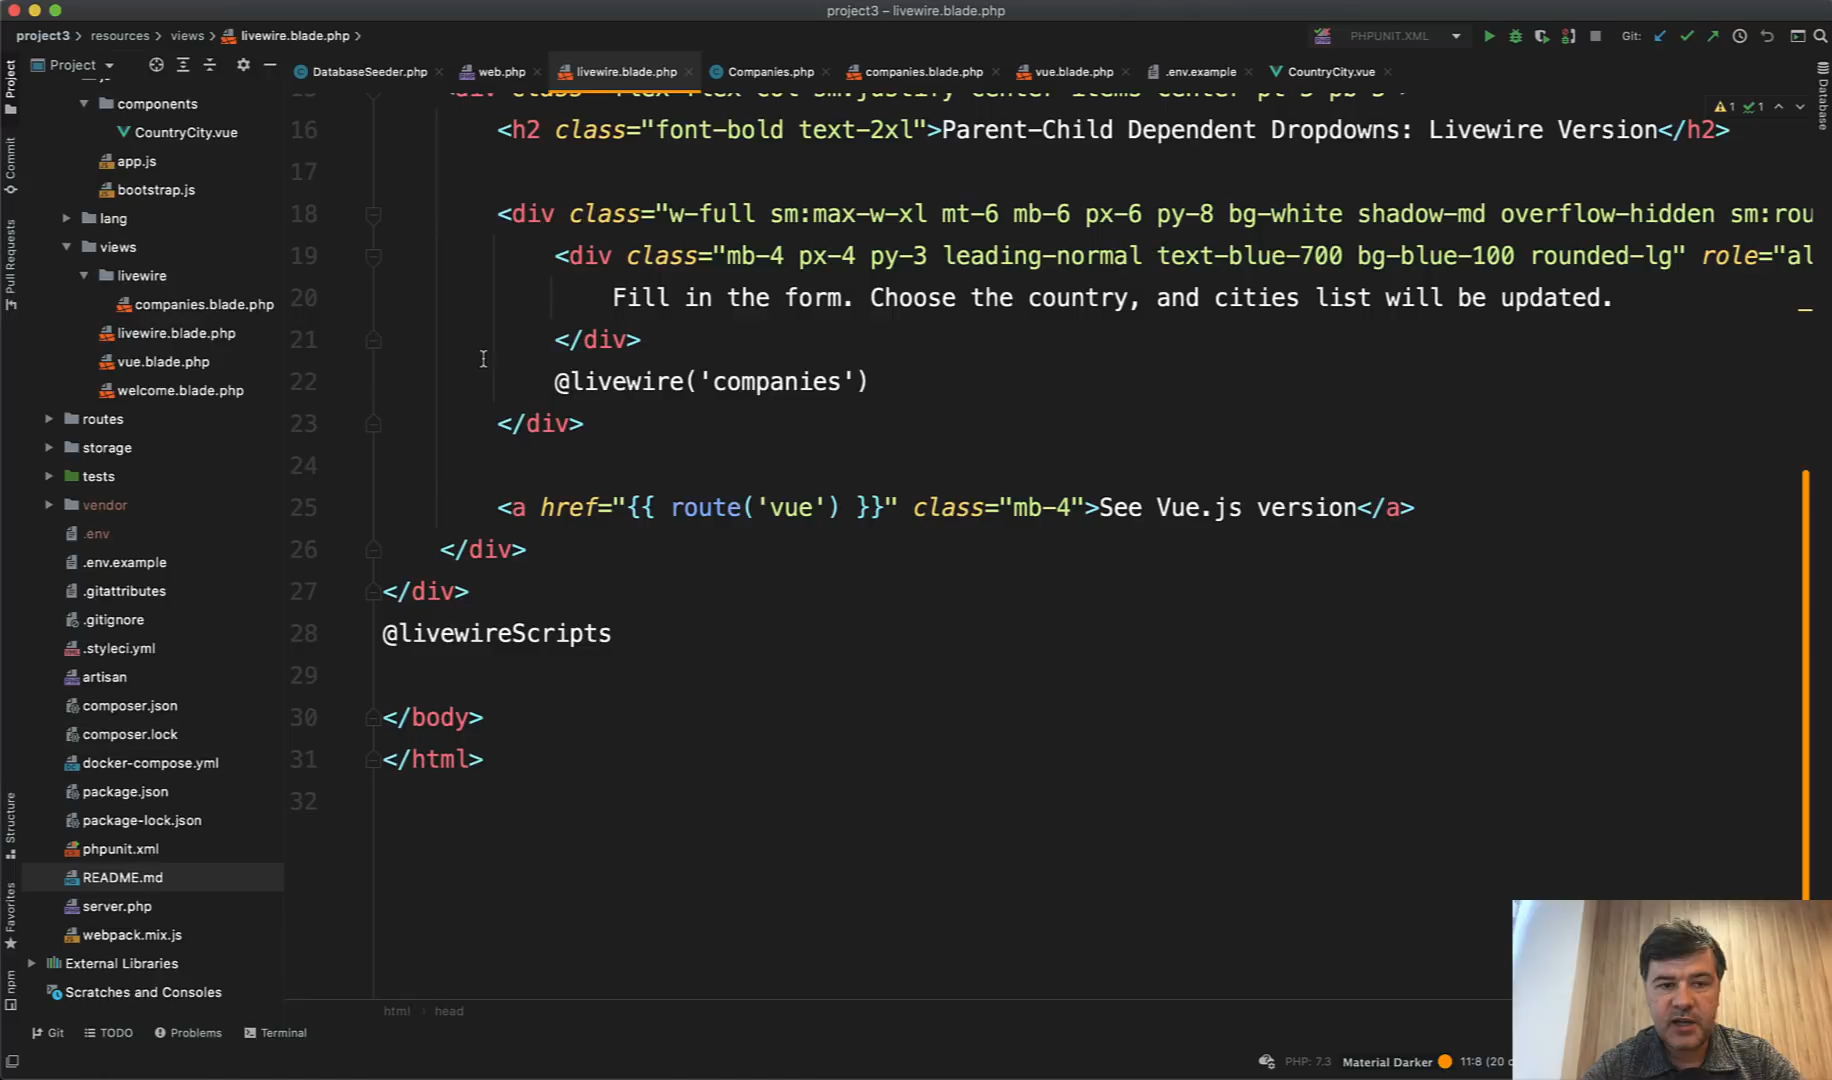 project3 – livewire.blade.php
project3 resources views livewire.blade.php
PHPUNIT.XML
Git:
Project
DatabaseSeeder.php
web.php
livewire.blade.php
Companies.php
companies.blade.php
vue.blade.php
.env.example
CountryCity.vue
Project
Commit
Pull Requests
Structure
Favorites
npm
Database
components
CountryCity.vue
app.js
bootstrap.js
lang
views
livewire
companies.blade.php
livewire.blade.php
vue.blade.php
welcome.blade.php
routes
storage
tests
vendor
.env
.env.example
.gitattributes
.gitignore
.styleci.yml
artisan
composer.json
composer.lock
docker-compose.yml
package.json
package-lock.json
phpunit.xml
README.md
server.php
webpack.mix.js
External Libraries
Scratches and Consoles
1 1
16 <h2 class="font-bold text-2xl">Parent-Child Dependent Dropdowns: Livewire Version</h2>
17
18 <div class="w-full sm:max-w-xl mt-6 mb-6 px-6 py-8 bg-white shadow-md overflow-hidden sm:rou
19 <div class="mb-4 px-4 py-3 leading-normal text-blue-700 bg-blue-100 rounded-lg" role="al
20 Fill in the form. Choose the country, and cities list will be updated.
21 </div>
22 @livewire('companies')
23 </div>
24
25 <a href="{{ route('vue') }}" class="mb-4">See Vue.js version</a>
26 </div>
27 </div>
28 @livewireScripts
29
30 </body>
31 </html>
32
html head
Git TODO Problems Terminal
PHP: 7.3 Material Darker 11:8 (20